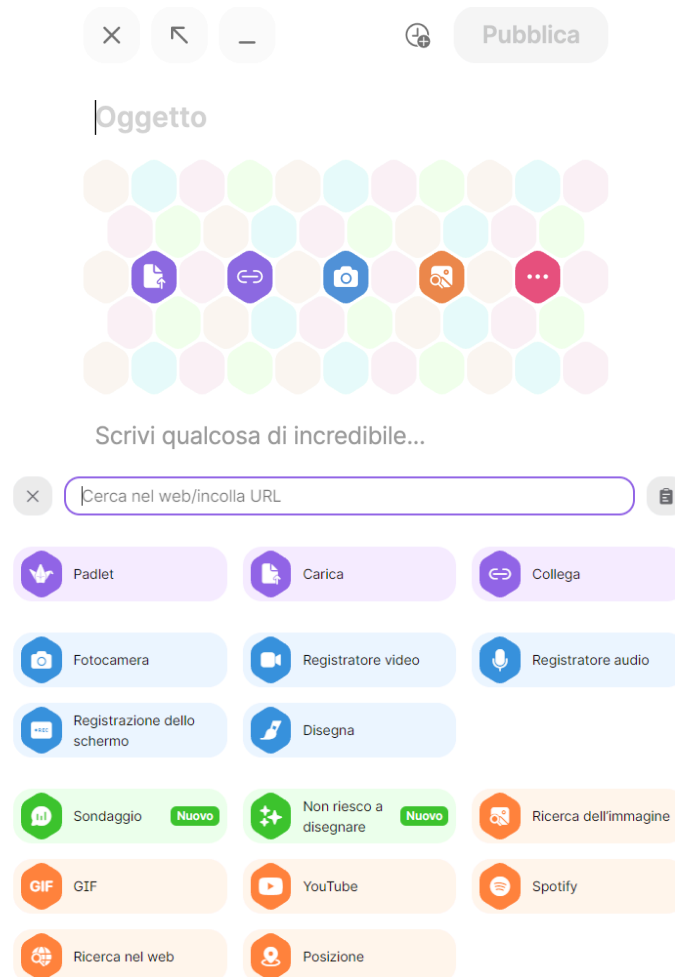 Pubblica
Oggetto
Scrivi qualcosa di incredibile...
Cerca nel web/incolla URL
Padlet
Carica
Collega
Fotocamera
Registratore video
Registratore audio
Registrazione dello
schermo
REC
Disegna
Sondaggio
Nuovo
Non riesco a
disegnare
Nuovo
Ricerca dell'immagine
GIF
GIF
YouTube
Spotify
Ricerca nel web
Posizione